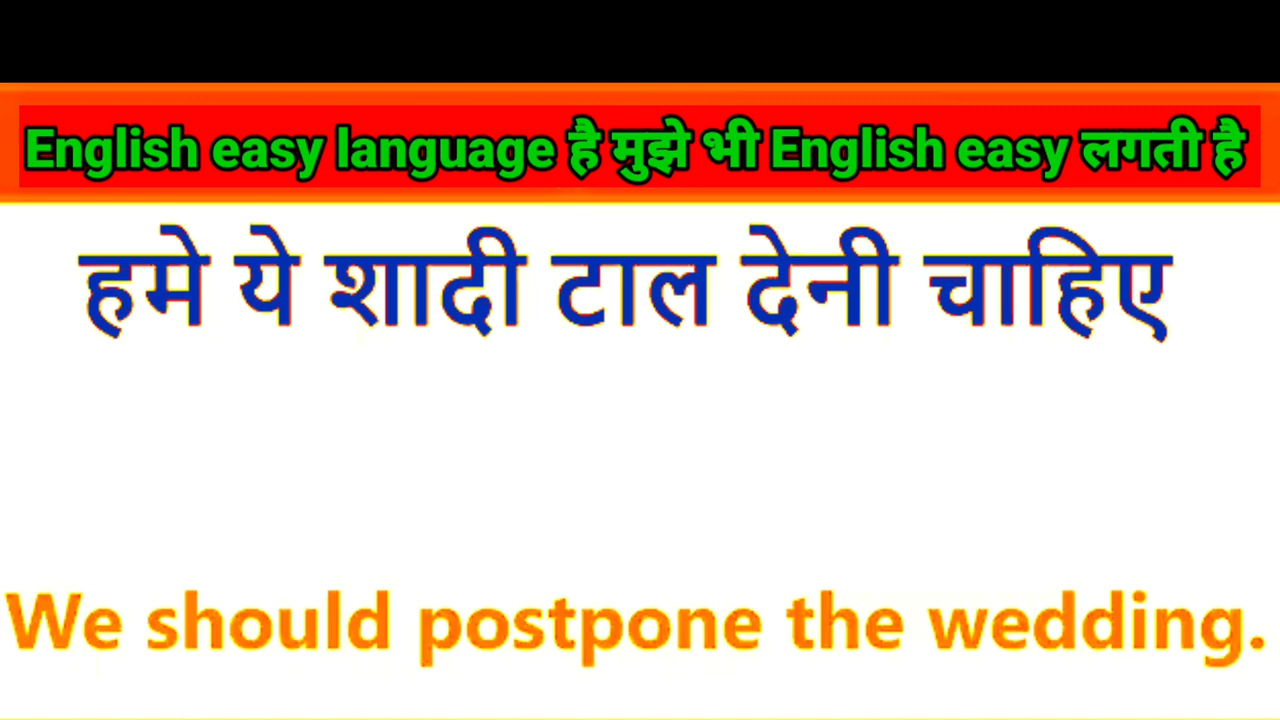 English easy language है मुझे भी English easy लगती है
हमे ये शादी टाल देनी चाहिए
We should postpone the wedding.